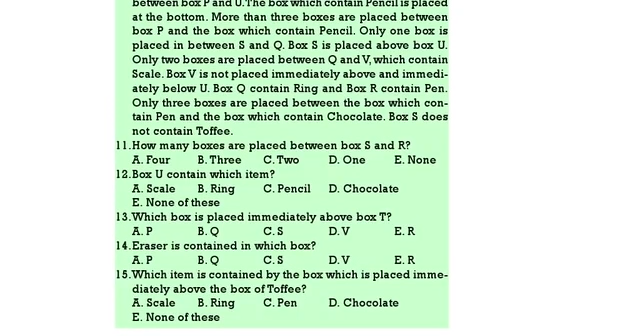 between box P and U. The box which contain Pencil is placed
at the bottom. More than three boxes are placed between
box P and the box which contain Pencil. Only one box is
placed in between S and Q. Box S is placed above box U.
Only two boxes are placed between Q and V, which contain
Scale. Box V is not placed immediately above and immedi-
ately below U. Box Q contain Ring and Box R contain Pen.
Only three boxes are placed between the box which con-
tain Pen and the box which contain Chocolate. Box S does
not contain Toffee.
11.How many boxes are placed between box S and R?
A. Four B. Three C. Two D. One E. None
12.Box U contain which item?
A. Scale B. Ring C. Pencil D. Chocolate
E. None of these
13.Which box is placed immediately above box T?
A. P B. Q C. S D. V E. R
14.Eraser is contained in which box?
A. P B. Q C. S D. V E. R
15.Which item is contained by the box which is placed imme-
diately above the box of Toffee?
A. Scale B. Ring C. Pen D. Chocolate
E. None of these